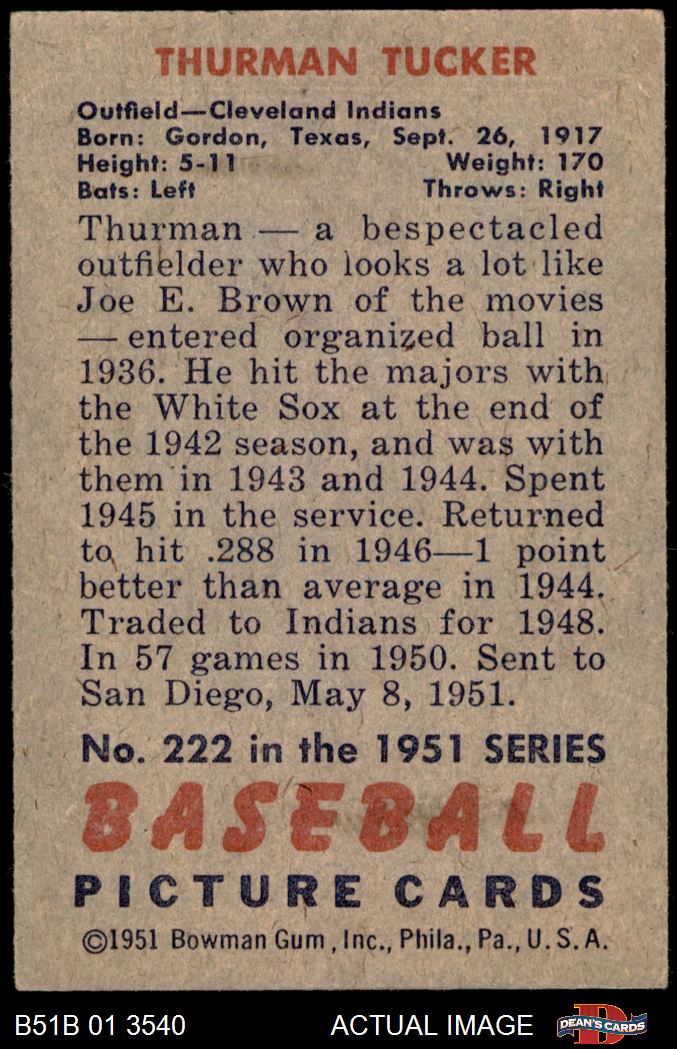 THURMAN TUCKER
Outfield—Cleveland Indians
Born: Gordon, Texas, Sept. 26, 1917
Height: 5-11 Weight: 170
Bats: Left Throws: Right
Thurman — a bespectacled
outfielder who looks a lot like
Joe E. Brown of the movies
— entered organized ball in
1936. He hit the majors with
the White Sox at the end of
the 1942 season, and was with
them in 1943 and 1944. Spent
1945 in the service. Returned
to hit .288 in 1946—1 point
better than average in 1944.
Traded to Indians for 1948.
In 57 games in 1950. Sent to
San Diego, May 8, 1951.
No. 222 in the 1951 SERIES
BASEBALL
PICTURE CARDS
©1951 Bowman Gum, Inc., Phila., Pa., U.S.A.
B51B 01 3540 ACTUAL IMAGE D DEAN'S CARDS